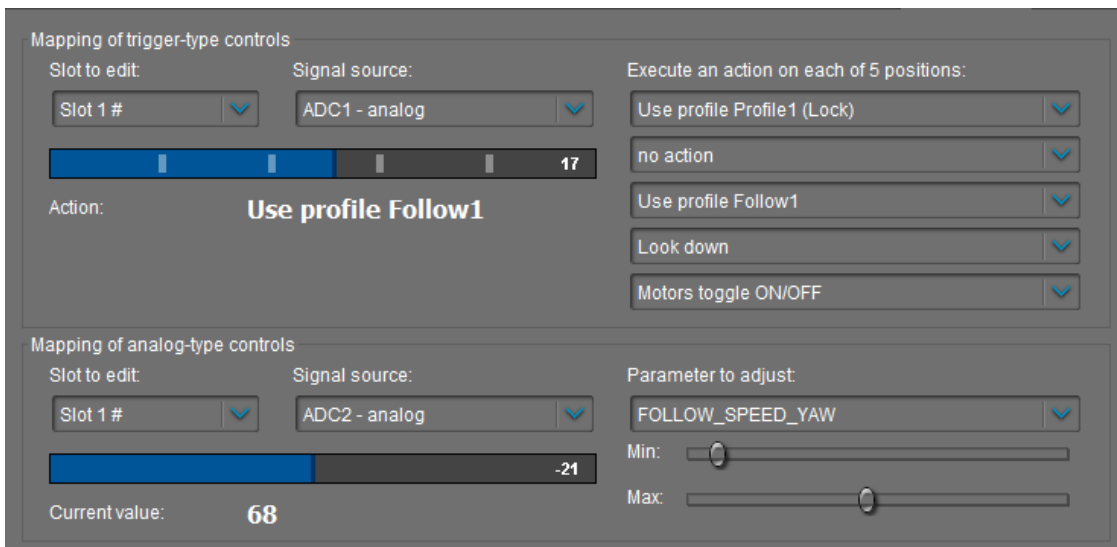 Mapping of trigger-type controls
Slot to edit:
Signal source:
Execute an action on each of 5 positions:
Slot 1 #
ADC1 - analog
Use profile Profile1 (Lock)
no action
17
Use profile Follow1
Action:
Use profile Follow1
Look down
Motors toggle ON/OFF
Mapping of analog-type controls
Slot to edit:
Signal source:
Parameter to adjust:
Slot 1 #
ADC2 - analog
FOLLOW_SPEED_YAW
Min:
-21
Max:
Current value:
68